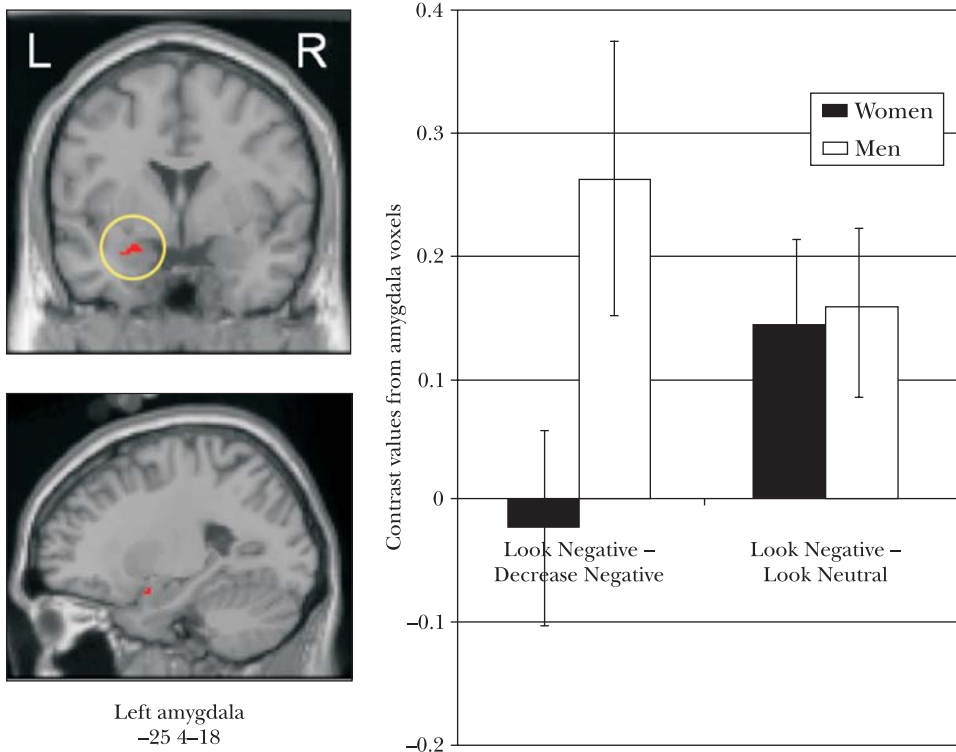 L
R
Left amygdala
–25 4–18
Contrast values from amygdala voxels
0.4
0.3
0.2
0.1
0
–0.1
–0.2
Women
Men
Look Negative –
Decrease Negative
Look Negative –
Look Neutral